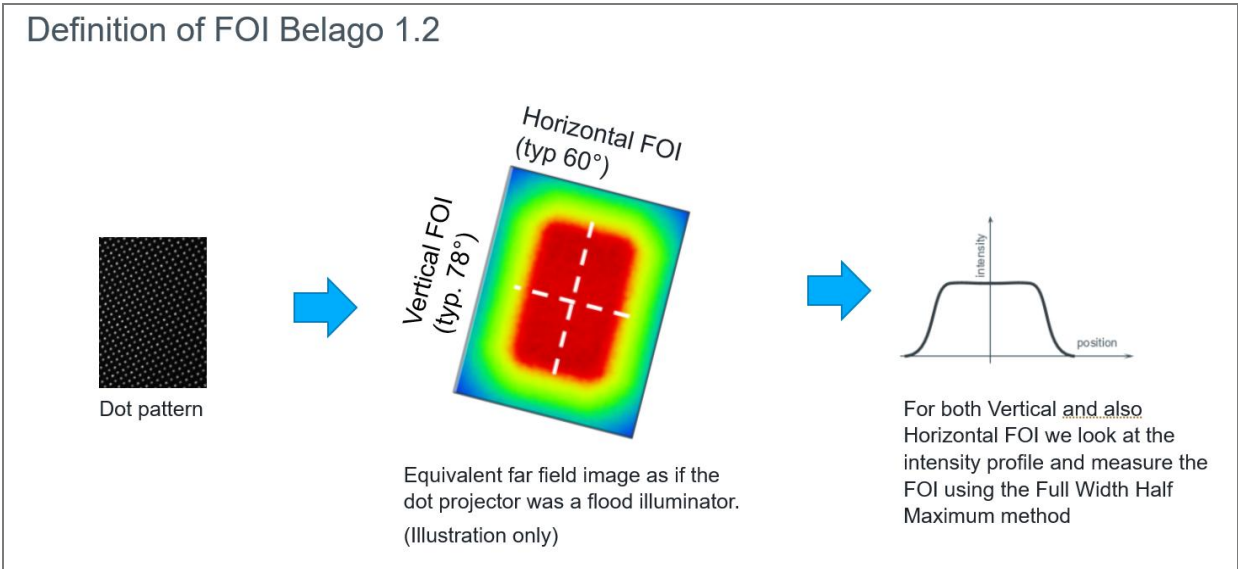 Definition of FOI Belago 1.2
Horizontal FOI
(typ 60°)
Vertical FOI
(typ. 78°)
Dot pattern
Equivalent far field image as if the
dot projector was a flood illuminator.
(Illustration only)
intensity
position
For both Vertical and also
Horizontal FOI we look at the
intensity profile and measure the
FOI using the Full Width Half
Maximum method